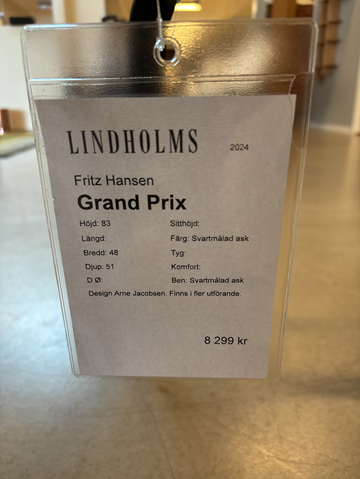 LINDHOLMS 2024
Fritz Hansen
Grand Prix
Höjd: 83 Sitthöjd:
Längd: Färg: Svartmålad ask
Bredd: 48 Tyg:
Djup: 51 Komfort:
D Ø: Ben: Svartmålad ask
Design Arne Jacobsen. Finns i fler utförande.
8 299 kr